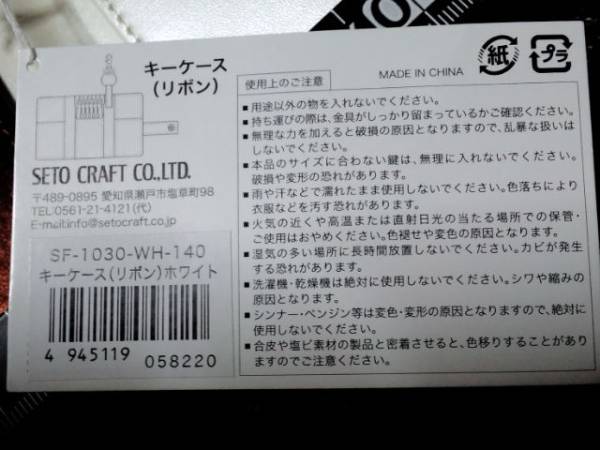 キーケース
(リボン)
SETO CRAFT CO.,LTD.
〒489-0895 愛知県瀬戸市塩草町98
TEL:0561-21-4121(代)
E-mail:info@setocraft.co.jp
SF-1030-WH-140
キーケース(リボン)ホワイト
4 945119 058220
使用上のご注意
MADE IN CHINA
紙
プラ
■用途以外の物を入れないでください。
■持ち運びの際は、金具がしっかり留まっているかご確認ください。
■無理な力を加えると破損の原因となりますので、乱暴な扱いは
しないでください。
■本品のサイズに合わない鍵は、無理に入れないでください。
破損や変形の恐れがあります。
■雨や汗などで濡れたまま使用しないでください。色落ちにより
衣服などを汚す恐れがあります。
■火気の近くや高温または直射日光の当たる場所での保管・
ご使用はおやめください。色褪せや変色の原因になります。
■湿気の多い場所に長時間放置しないでください。カビが発生
する恐れがあります。
■洗濯機・乾燥機は絶対に使用しないでください。シワや縮みの
原因となります。
■シンナー・ベンジン等は変色・変形の原因となりますので、絶対に
使用しないでください。
■合皮や塩ビ素材の製品と密着させると、色移りすることがあり
ますのでご注意ください。